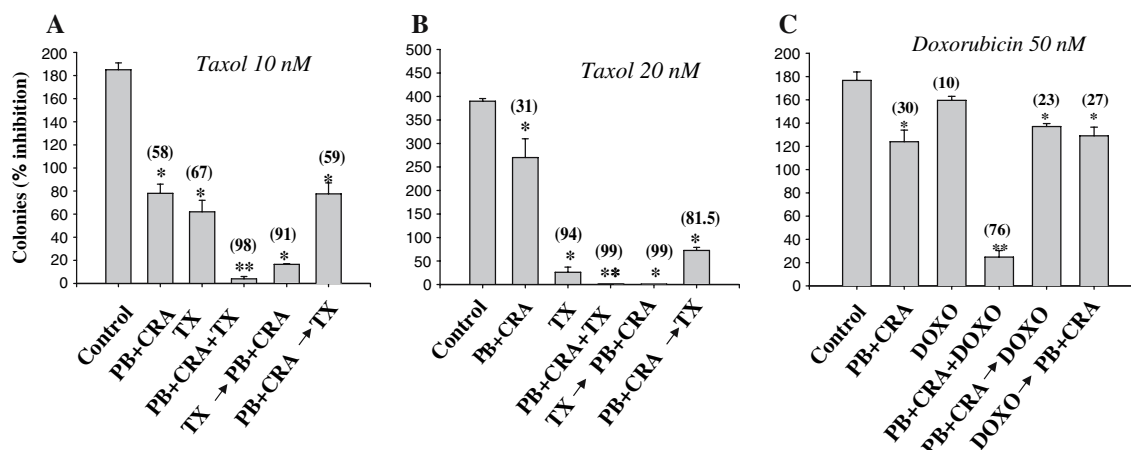 A
Taxol 10 nM
Colonies (% inhibition)
200
180
160
140
120
100
80
60
40
20
0
(58)
*
(67)
*
(98)
**
(91)
*
(59)
*
Control
PB+CRA
TX
PB+CRA+TX
TX → PB+CRA
PB+CRA → TX
B
Taxol 20 nM
500
450
400
350
300
250
200
150
100
50
0
(31)
*
(94)
*
(99)
**
(99)
*
(81.5)
*
Control
PB+CRA
TX
PB+CRA+TX
TX → PB+CRA
PB+CRA → TX
C
Doxorubicin 50 nM
200
180
160
140
120
100
80
60
40
20
0
(30)
*
(10)
(76)
**
(23)
*
(27)
*
Control
PB+CRA
DOXO
PB+CRA+DOXO
PB+CRA → DOXO
DOXO → PB+CRA